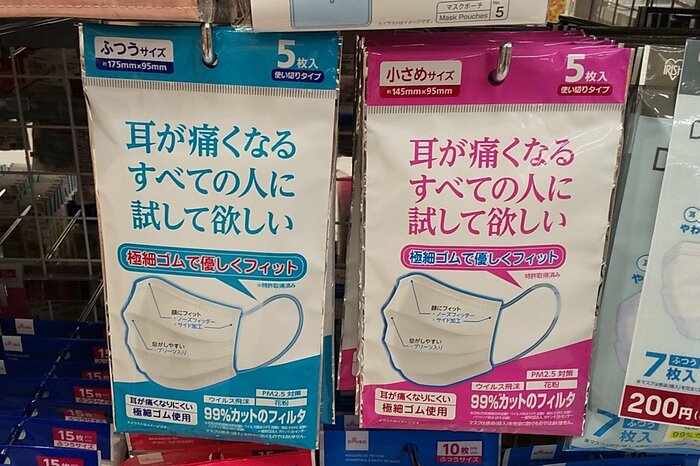 マスクポーチ
Mask Pouches
No.
5
ふつうサイズ
約175mm×95mm
5枚入
使い切りタイプ
耳が痛くなる
すべての人に
試して欲しい
極細ゴムで優しくフィット
※特許取得済み
顔にフィット
・ノーズフィッター
・サイド加工
息がしやすい
・プリーツ入り
耳が痛くなりにくい
極細ゴム使用
PM2.5 対策
ウイルス飛沫
花粉
99%カットのフィルタ
小さめサイズ
約145mm×95mm
5枚入
使い切りタイプ
耳が痛くなる
すべての人に
試して欲しい
極細ゴムで優しくフィット
特許取得済み
顔にフィット
・ノーズフィッター
・サイド加工
息がしやすい
・プリーツ入り
耳が痛くなりにくい
極細ゴム使用
PM2.5 対策
ウイルス飛沫
花粉
99%カットのフィルタ
IRIS
7枚入
200円
15枚
15枚
15枚
15枚
10枚
ふつうサイズ